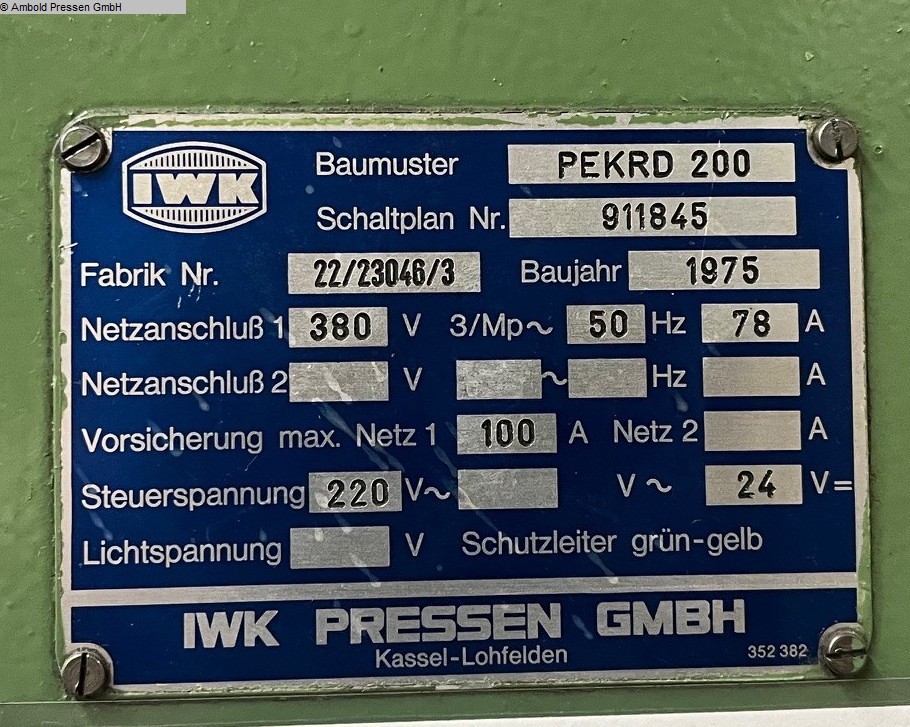 © Ambold Pressen GmbH
IWK
Baumuster PEKRD 200
Schaltplan Nr. 911845
Fabrik Nr. 22/23046/3 Baujahr 1975
Netzanschluß 1 380 V 3/Mp~ 50 Hz 78 A
Netzanschluß 2 V ~ Hz A
Vorsicherung max. Netz 1 100 A Netz 2 A
Steuerspannung 220 V~ V~ 24 V=
Lichtspannung V Schutzleiter grün-gelb
IWK PRESSEN GMBH
Kassel-Lohfelden
352 382